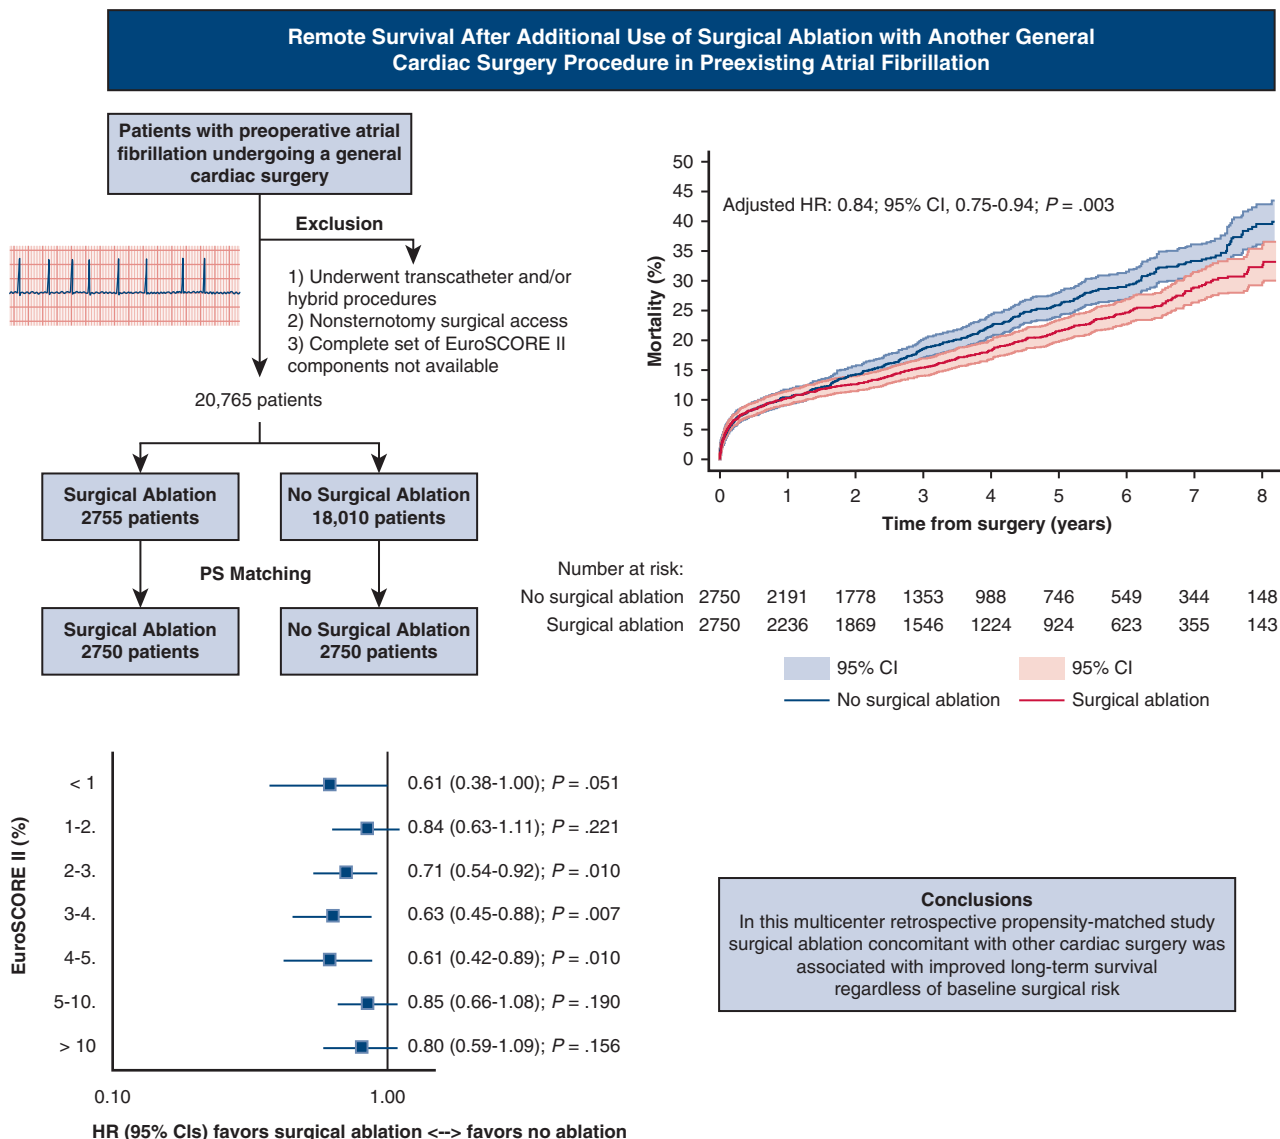 Remote Survival After Additional Use of Surgical Ablation with Another General
Cardiac Surgery Procedure in Preexisting Atrial Fibrillation
Patients with preoperative atrial
fibrillation undergoing a general
cardiac surgery
Exclusion
1) Underwent transcatheter and/or
hybrid procedures
2) Nonsternotomy surgical access
3) Complete set of EuroSCORE II
components not available
20,765 patients
Surgical Ablation
2755 patients
No Surgical Ablation
18,010 patients
PS Matching
Surgical Ablation
2750 patients
No Surgical Ablation
2750 patients
Mortality (%)
50
45
40
35
30
25
20
15
10
5
0
Adjusted HR: 0.84; 95% CI, 0.75-0.94; P = .003
0 1 2 3 4 5 6 7 8
Time from surgery (years)
Number at risk:
No surgical ablation 2750 2191 1778 1353 988 746 549 344 148
Surgical ablation 2750 2236 1869 1546 1224 924 623 355 143
95% CI 95% CI
No surgical ablation Surgical ablation
EuroSCORE II (%)
< 1 0.61 (0.38-1.00); P = .051
1-2. 0.84 (0.63-1.11); P = .221
2-3. 0.71 (0.54-0.92); P = .010
3-4. 0.63 (0.45-0.88); P = .007
4-5. 0.61 (0.42-0.89); P = .010
5-10. 0.85 (0.66-1.08); P = .190
> 10 0.80 (0.59-1.09); P = .156
0.10 1.00
HR (95% CIs) favors surgical ablation <--> favors no ablation
Conclusions
In this multicenter retrospective propensity-matched study
surgical ablation concomitant with other cardiac surgery was
associated with improved long-term survival
regardless of baseline surgical risk